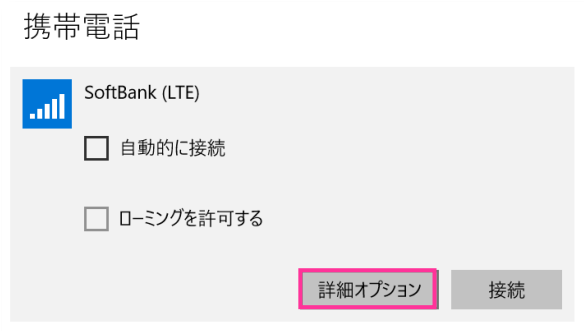 携帯電話
SoftBank (LTE)
自動的に接続
ローミングを許可する
詳細オプション
接続